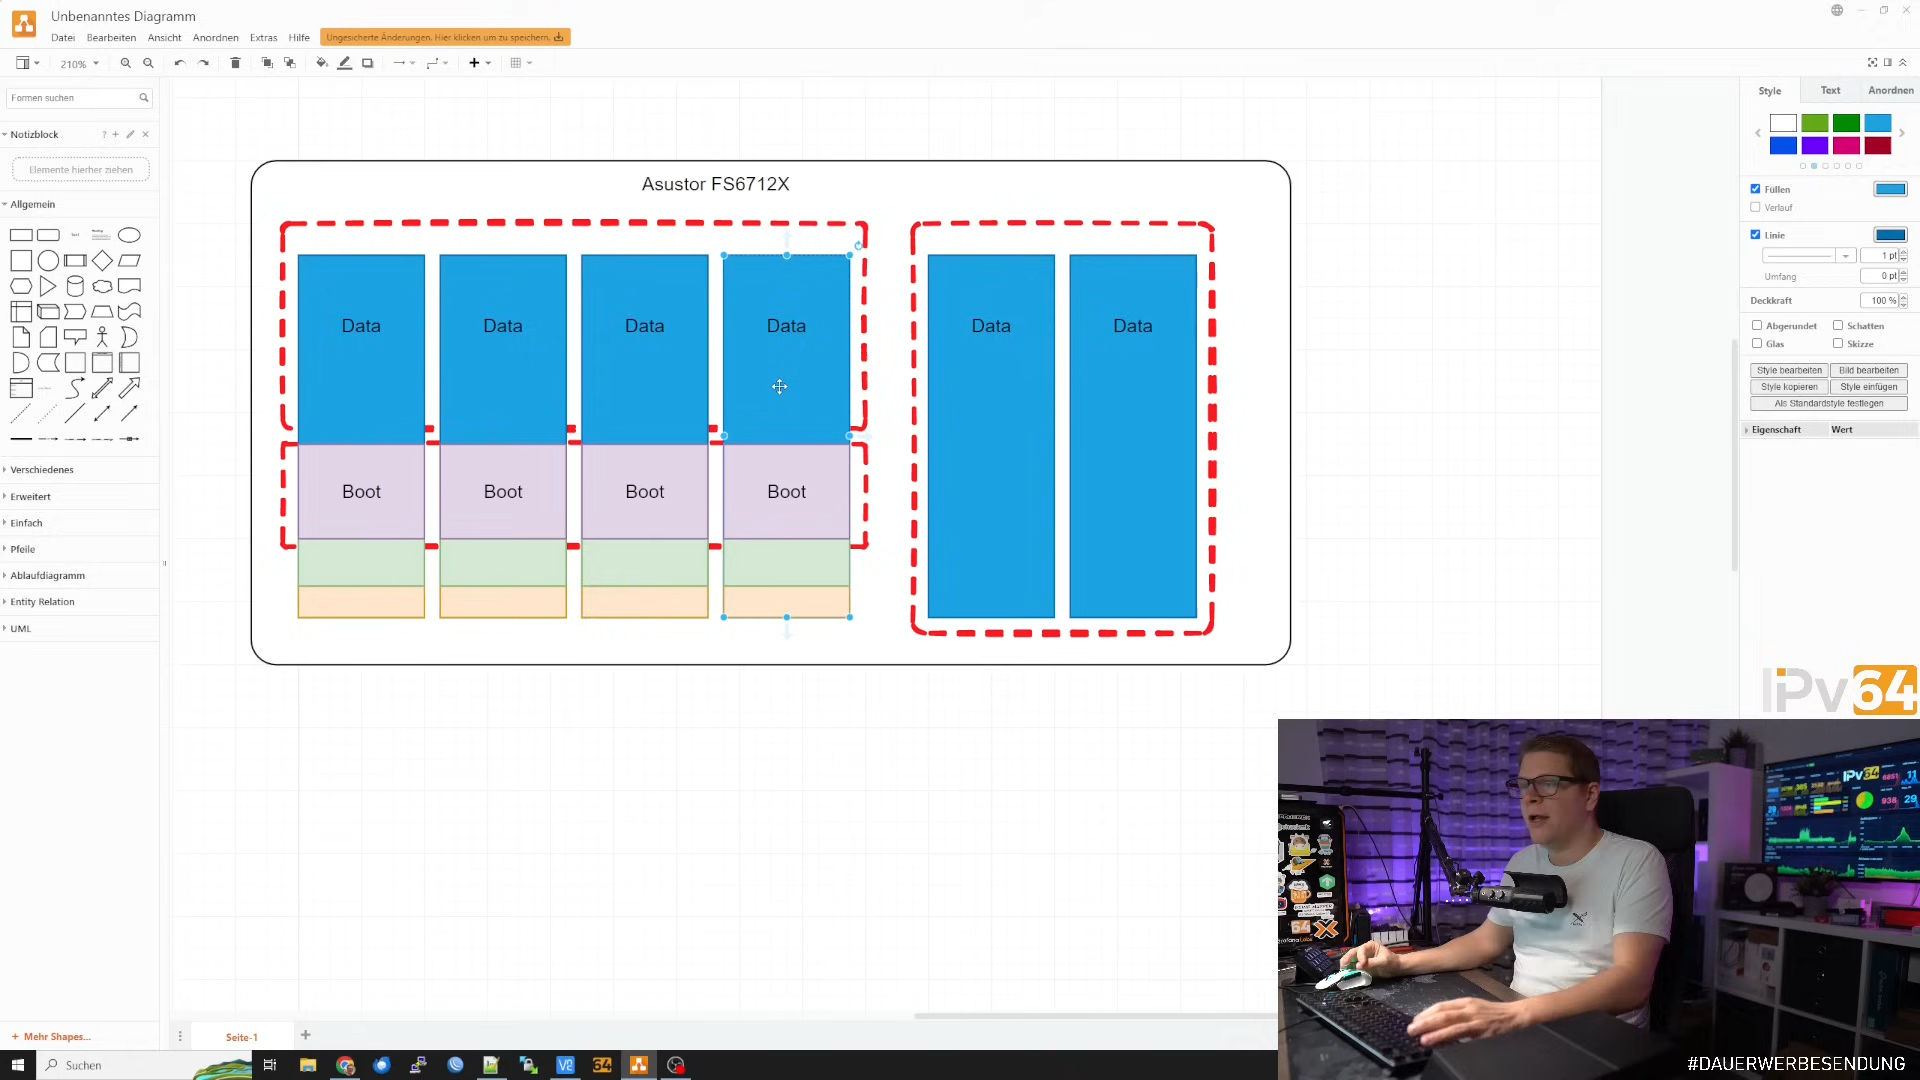 Unbenanntes Diagramm
Datei Bearbeiten Ansicht Anordnen Extras Hilfe Ungesicherte Änderungen. Hier klicken um zu speichern.
210%
Formen suchen
Notizblock ?
Elemente hierher ziehen
Allgemein
Verschiedenes
Erweitert
Einfach
Pfeile
Ablaufdiagramm
Entity Relation
UML
+ Mehr Shapes...
Asustor FS6712X
Data Data Data Data Data Data
Boot Boot Boot Boot
Style Text Anordnen
Füllen
Verlauf
Linie
1 pt
Umfang 0 pt
Deckkraft 100 %
Abgerundet Schatten
Glas Skizze
Style bearbeiten Bild bearbeiten
Style kopieren Style einfügen
Als Standardstyle festlegen
Eigenschaft Wert
IPv64
IPv64
64
Seite-1
Suchen
64
#DAUERWERBESENDUNG